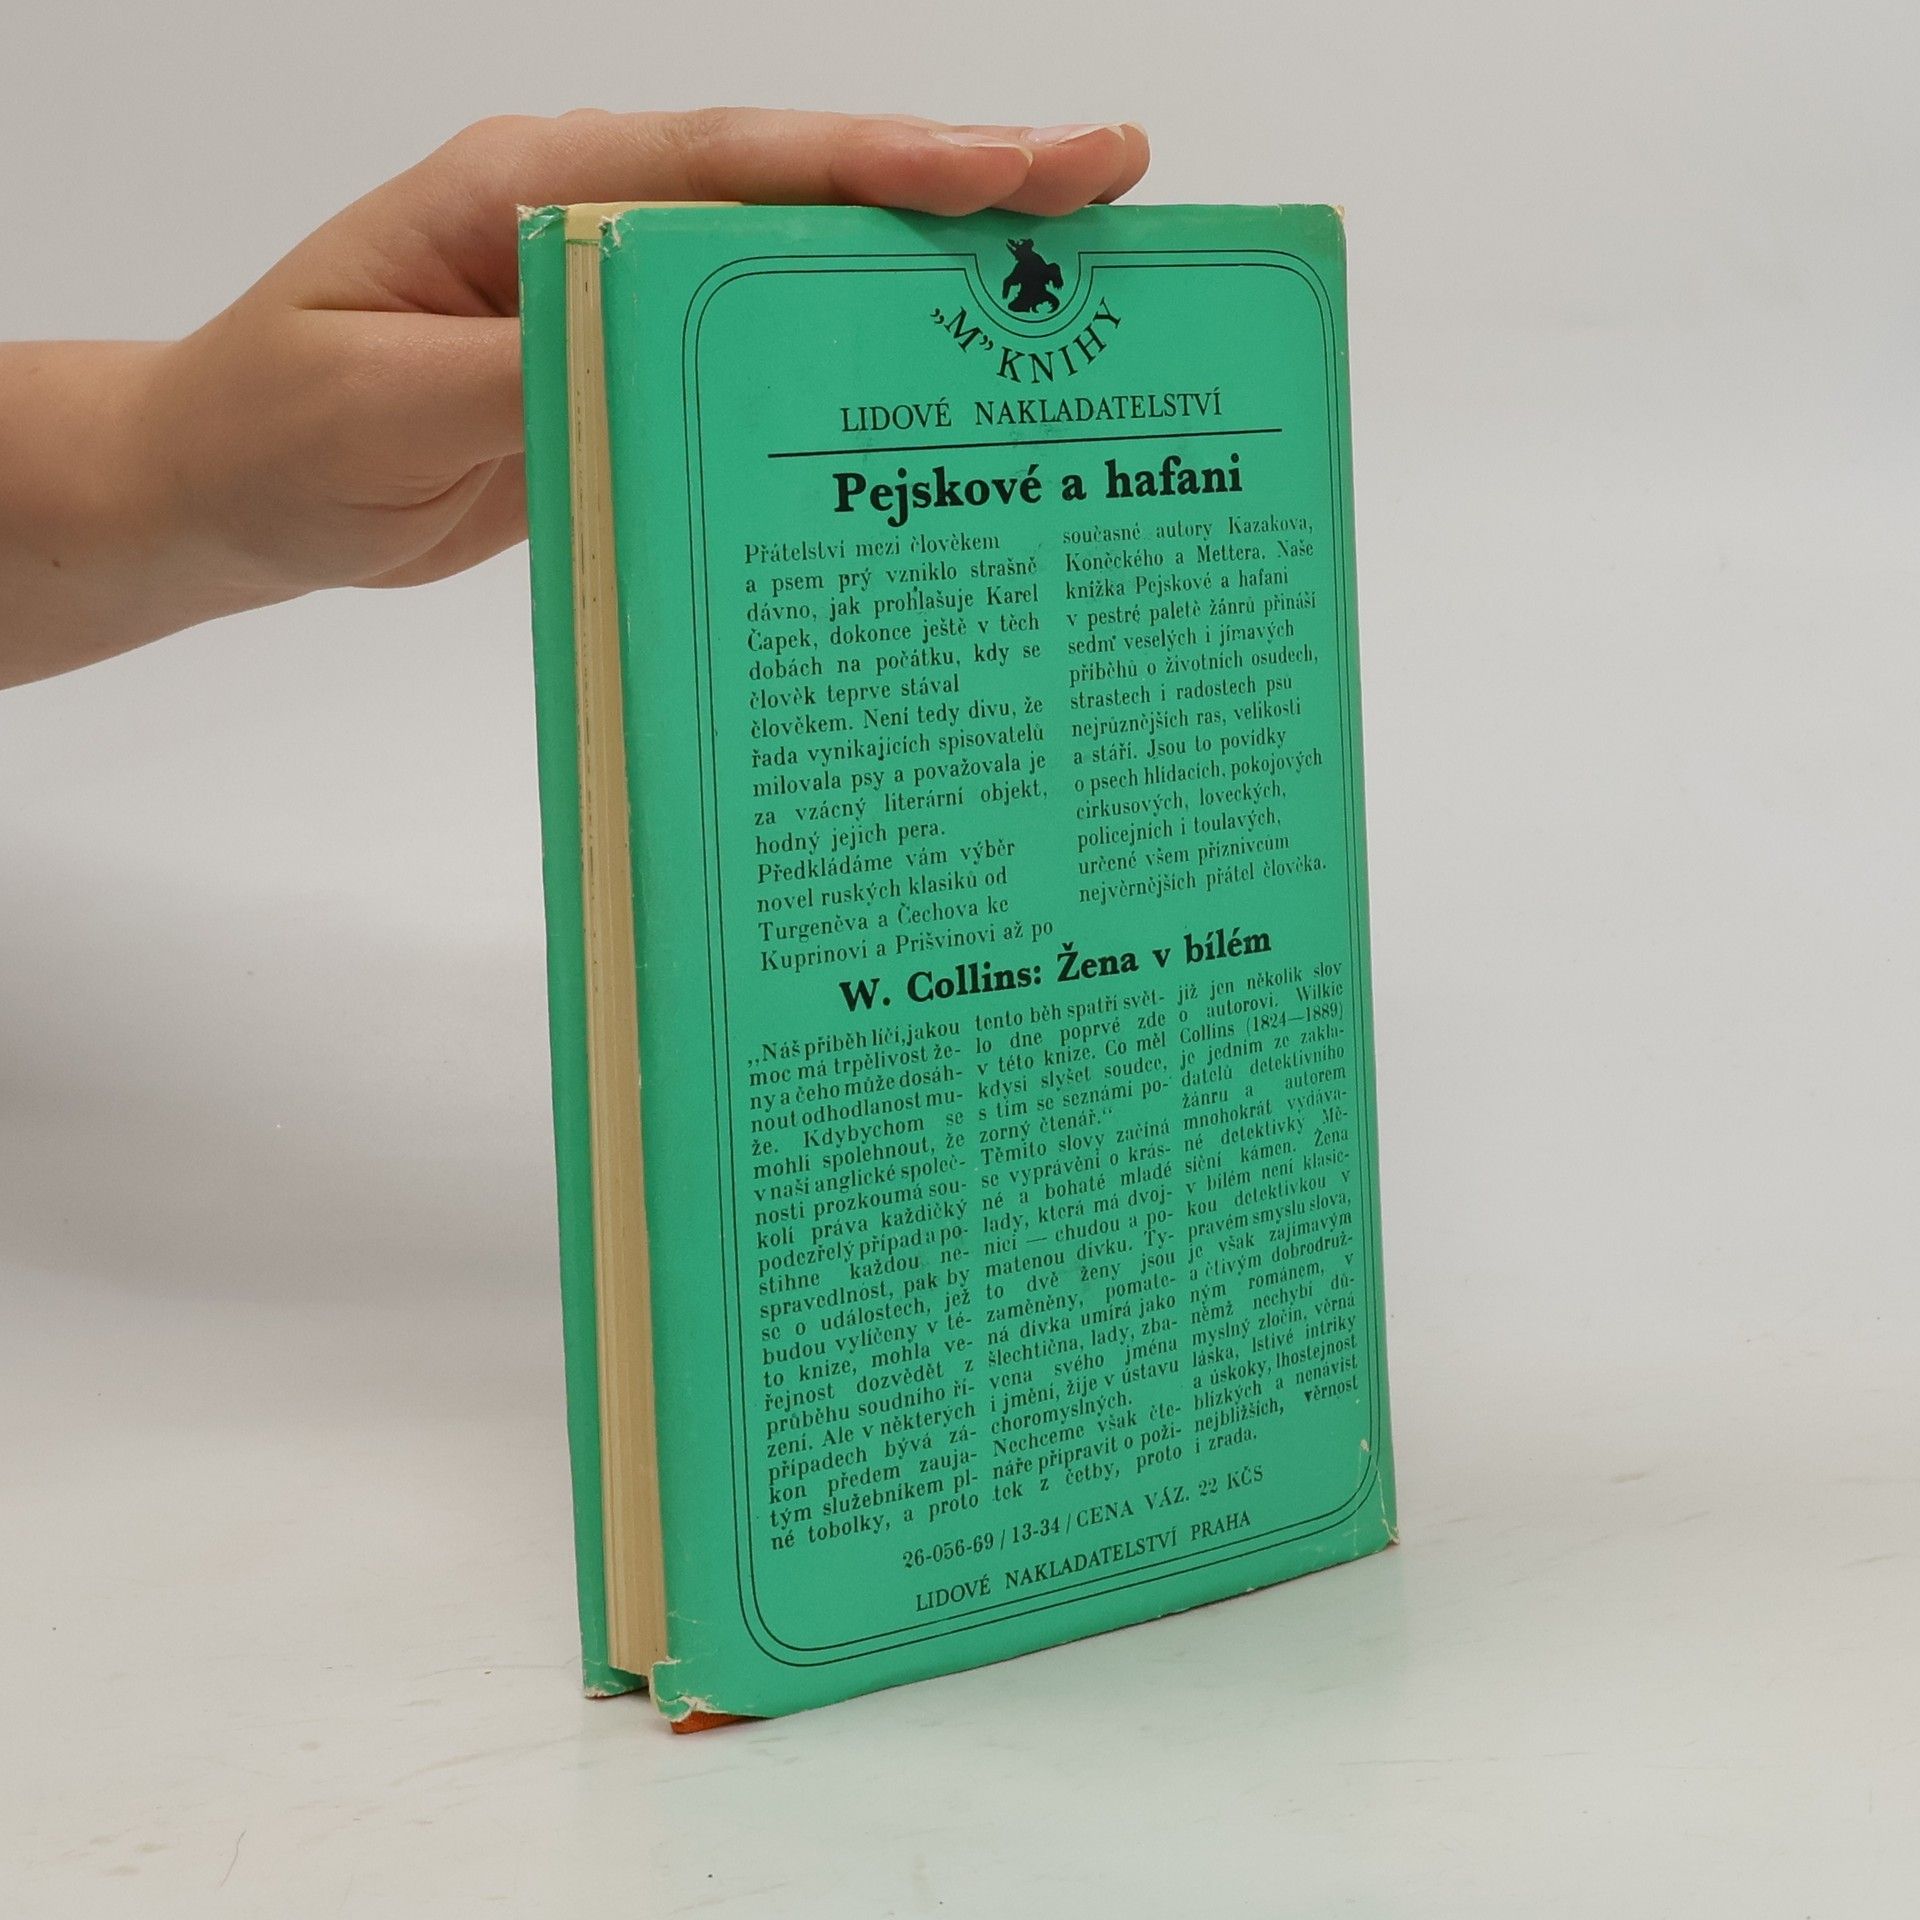 „M” KNIHY
LIDOVÉ NAKLADATELSTVÍ
Pejskové a hafani
Přátelství mezi člověkem
a psem prý vzniklo strašně
dávno, jak prohlašuje Karel
Čapek, dokonce ještě v těch
dobách na počátku, kdy se
člověk teprve stával
člověkem. Není tedy divu, že
řada vynikajících spisovatelů
milovala psy a považovala je
za vzácný literární objekt,
hodný jejich pera.
Předkládáme vám výběr
novel ruských klasiků od
Turgeněva a Čechova ke
Kuprinovi a Prišvinovi až po
současné autory Kazakova,
Koněckého a Mettera. Naše
knížka Pejskové a hafani
v pestré paletě žánrů přináší
sedm veselých i jímavých
příběhů o životních osudech,
strastech i radostech psů
nejrůznějších ras, velikosti
a stáří. Jsou to povídky
o psech hlídacích, pokojových
cirkusových, loveckých,
policejních i toulavých,
určené všem příznivcům
nejvěrnějších přátel člověka.
W. Collins: Žena v bílém
„Náš příběh líčí, jakou
moc má trpělivost že-
ny a čeho může dosáh-
nout odhodlanost mu-
že. Kdybychom se
mohli spolehnout, že
v naší anglické společ-
nosti prozkoumá sou-
kolí práva každičký
podezřelý případ a po-
stihne každou ne-
spravedlnost, pak by
se o událostech, jež
budou vylíčeny v té-
to knize, mohla ve-
řejnost dozvědět z
průběhu soudního ří-
zení. Ale v některých
případech bývá zá-
kon předem zauja-
tým služebníkem pl-
né tobolky, a proto
tento běh spatří svět-
lo dne poprvé zde
v této knize. Co měl
kdysi slyšet soudce,
s tím se seznámí po-
zorný čtenář.“
Těmito slovy začíná
se vyprávění o krás-
né a bohaté mladé
lady, která má dvoj-
nici — chudou a po-
matenou dívku. Ty-
to dvě ženy jsou
zaměněny, pomate-
ná dívka umírá jako
šlechtična, lady, zba-
vena svého jména
i jmění, žije v ústavu
choromyslných.
Nechceme však čte-
náře připravit o poži-
tek z četby, proto
již jen několik slov
o autorovi. Wilkie
Collins (1824—1889)
je jedním ze zakla-
datelů detektivního
žánru a autorem
mnohokrát vydáva-
né detektivky Mě-
síční kámen. Žena
v bílém není klasic-
kou detektivkou v
pravém smyslu slova,
je však zajímavým
a čtivým dobrodruž-
ným románem, v
němž nechybí dů-
myslný zločin, věrná
láska, lstivé intriky
a úskoky, lhostejnost
blízkých a nenávist
nejbližších, věrnost
i zrada.
26-056-69 / 13-34 / CENA VÁZ. 22 KČS
LIDOVÉ NAKLADATELSTVÍ PRAHA